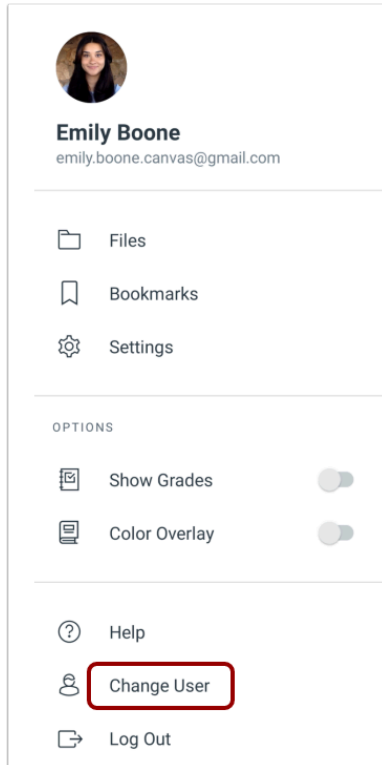 Emily Boone
emily.boone.canvas@gmail.com
Files
Bookmarks
Settings
OPTIONS
Show Grades
Color Overlay
Help
Change User
Log Out